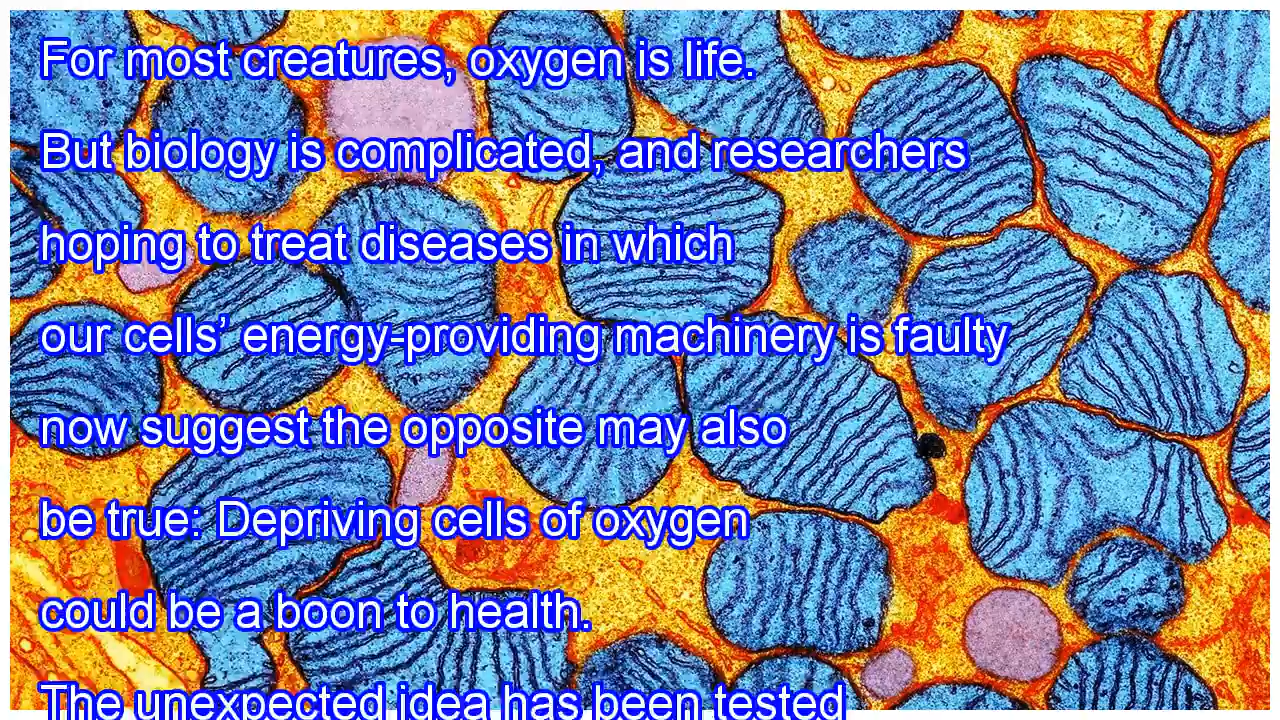 For most creatures, oxygen is life.
But biology is complicated, and researchers
hoping to treat diseases in which
our cells’ energy-providing machinery is faulty
now suggest the opposite may also
be true: Depriving cells of oxygen
could be a boon to health.
The unexpected idea has been tested